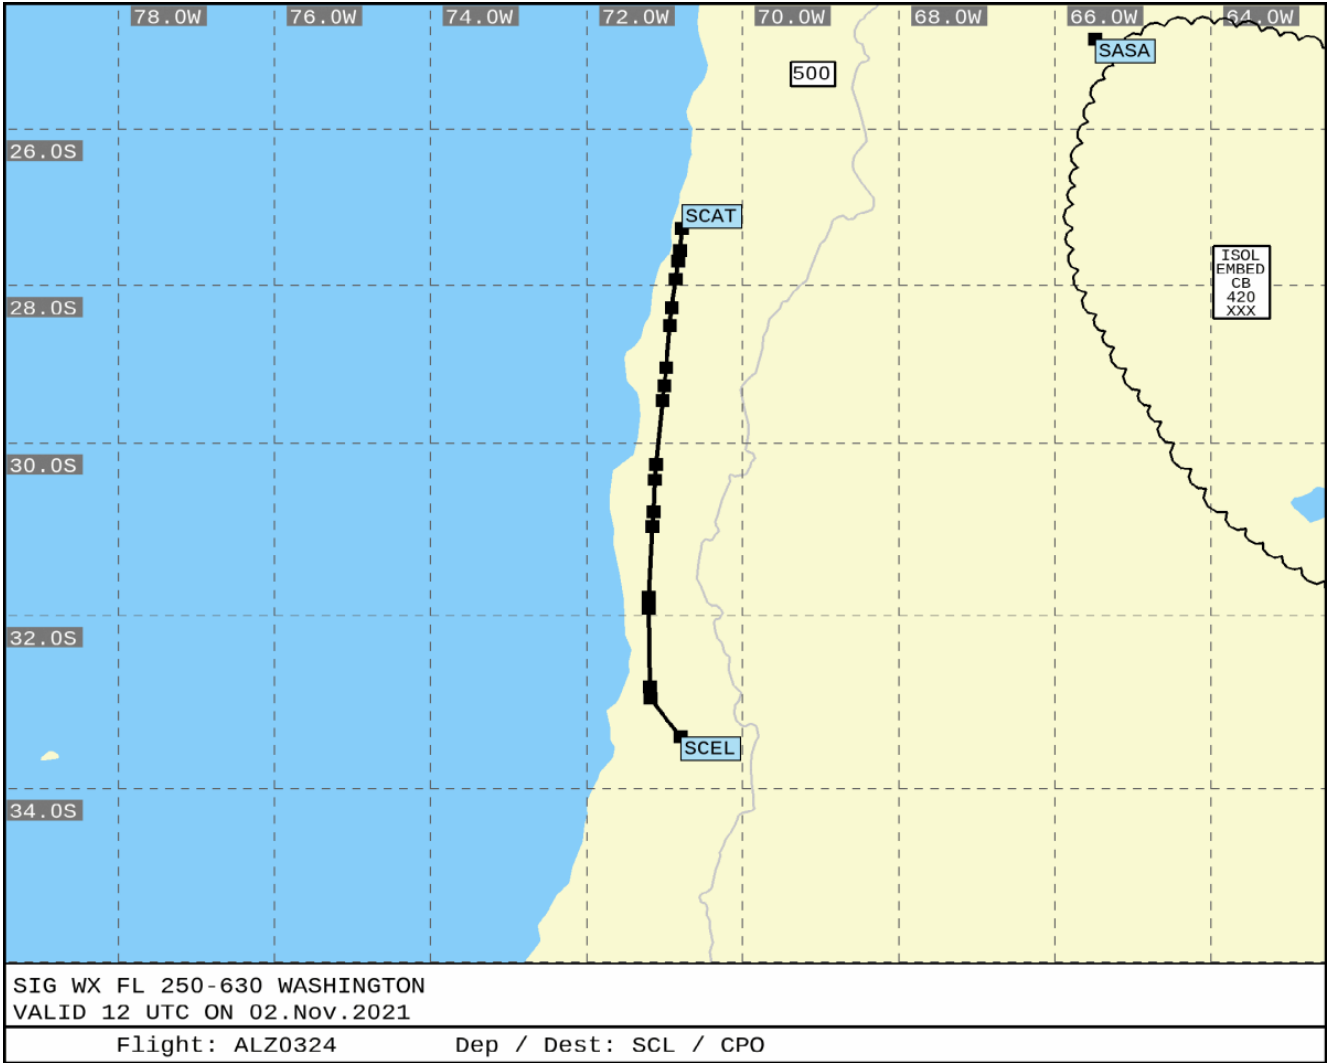 78.0W 76.0W 74.0W 72.0W 70.0W 68.0W 66.0W 64.0W
SASA
500
26.0S
SCAT
ISOL
EMBED
CB
420
XXX
28.0S
30.0S
32.0S
SCEL
34.0S
SIG WX FL 250-630 WASHINGTON
VALID 12 UTC ON 02.Nov.2021
Flight: ALZ0324 Dep / Dest: SCL / CPO